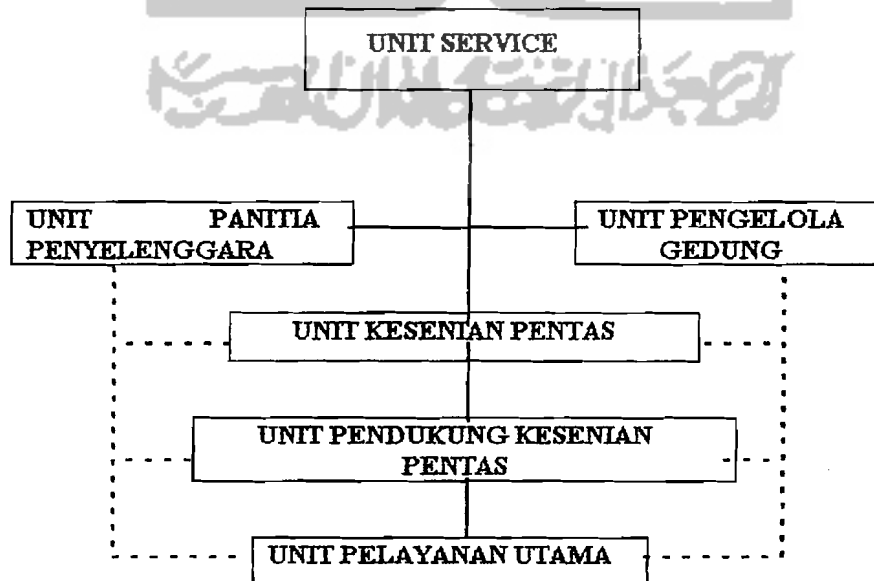 UNIT SERVICE
UNIT PANITIA
PENYELENGGARA
UNIT PENGELOLA
GEDUNG
UNIT KESENIAN PENTAS
UNIT PENDUKUNG KESENIAN
PENTAS
UNIT PELAYANAN UTAMA